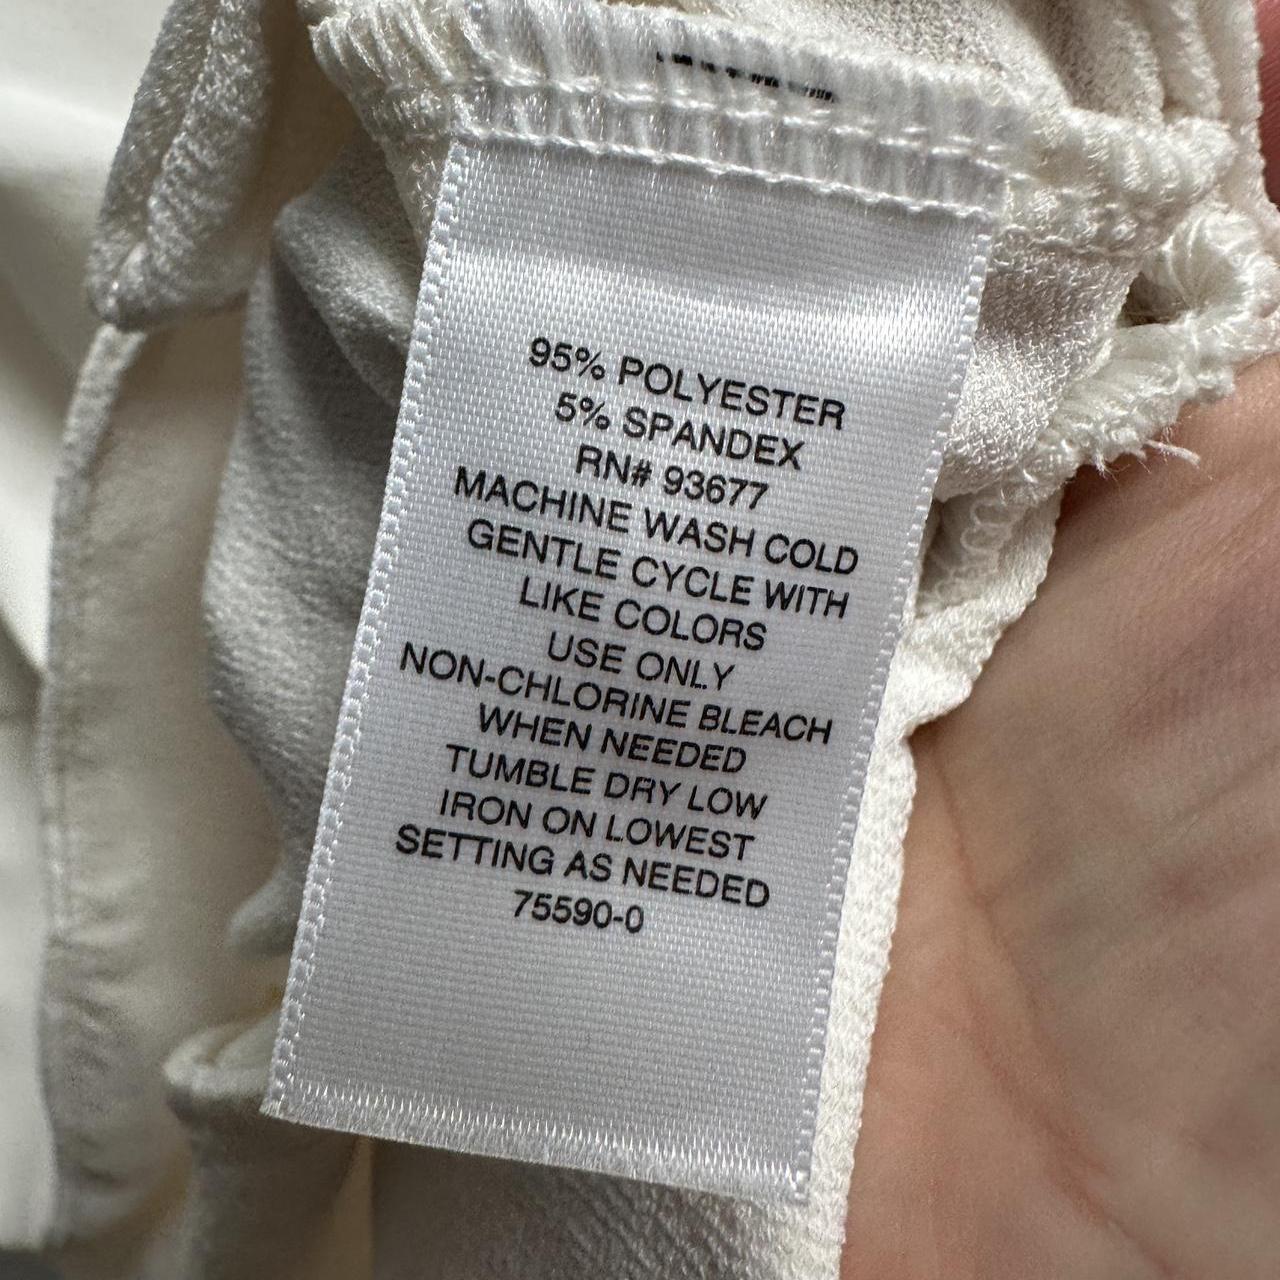 95% POLYESTER
5% SPANDEX
RN# 93677
MACHINE WASH COLD
GENTLE CYCLE WITH
LIKE COLORS
USE ONLY
NON-CHLORINE BLEACH
WHEN NEEDED
TUMBLE DRY LOW
IRON ON LOWEST
SETTING AS NEEDED
75590-0